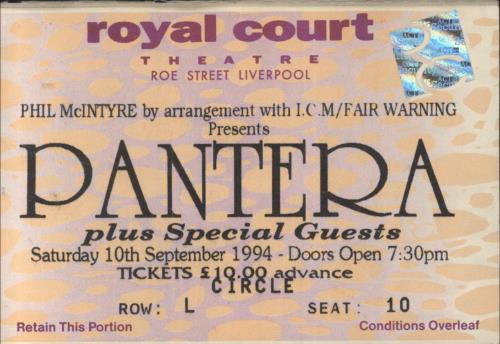 royal court
THEATRE
ROE STREET LIVERPOOL
PHIL McINTYRE by arrangement with I.C.M/FAIR WARNING
Presents
PANTERA
plus Special Guests
Saturday 10th September 1994 - Doors Open 7:30pm
TICKETS £10.00 advance
CIRCLE
ROW: L SEAT: 10
Retain This Portion Conditions Overleaf